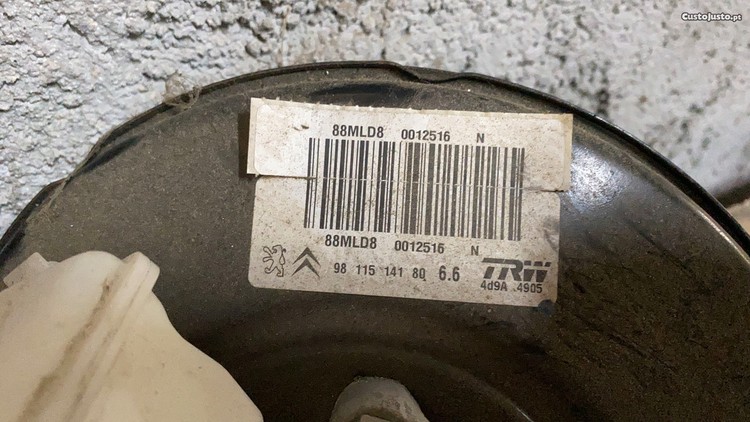 CustoJusto.pt
88MLD8 0012516 N
88MLD8 0012516 N
98 115 141 80 6.6 TRW
4d9A .4905